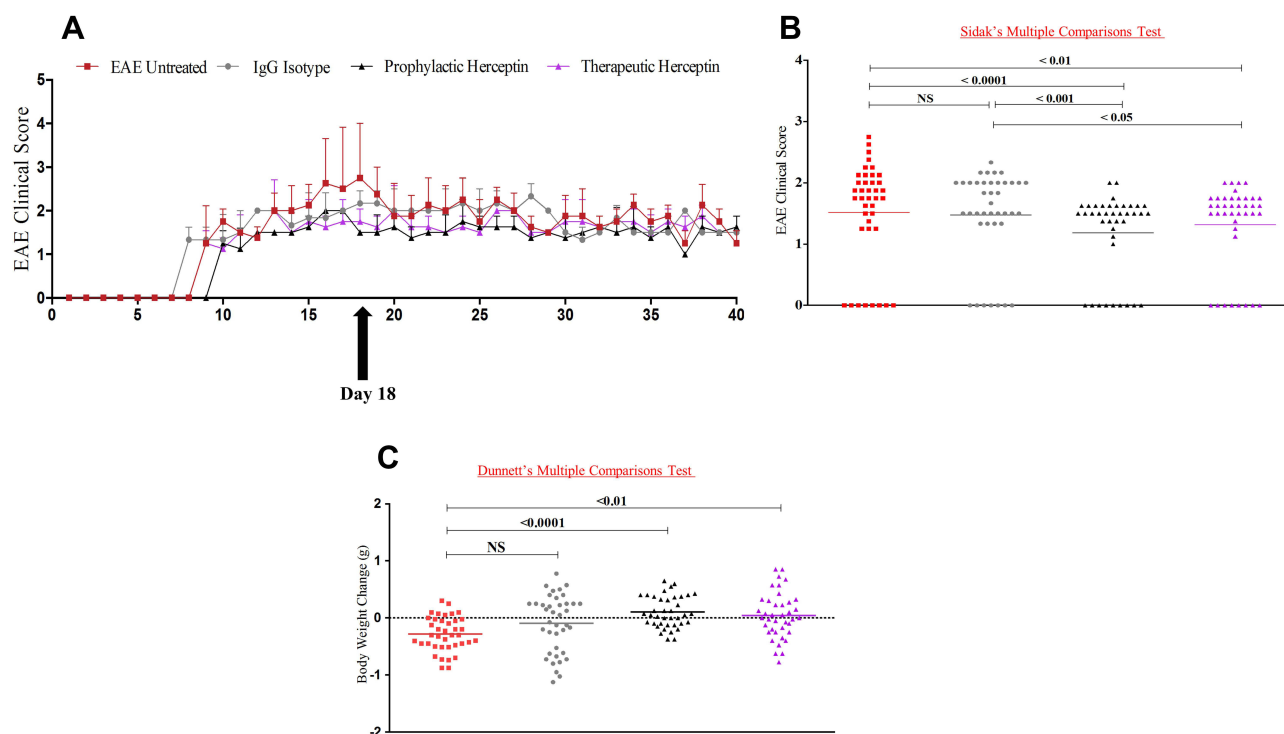 A
EAE Untreated IgG Isotype Prophylactic Herceptin Therapeutic Herceptin
EAE Clinical Score
5
4
3
2
1
0
0 5 10 15 20 25 30 35 40
Day 18
B
Sidak's Multiple Comparisons Test
EAE Clinical Score
4
3
2
1
0
< 0.01
< 0.0001
NS < 0.001
< 0.05
C
Dunnett's Multiple Comparisons Test
Body Weight Change (g)
2
1
0
-1
-2
<0.01
<0.0001
NS